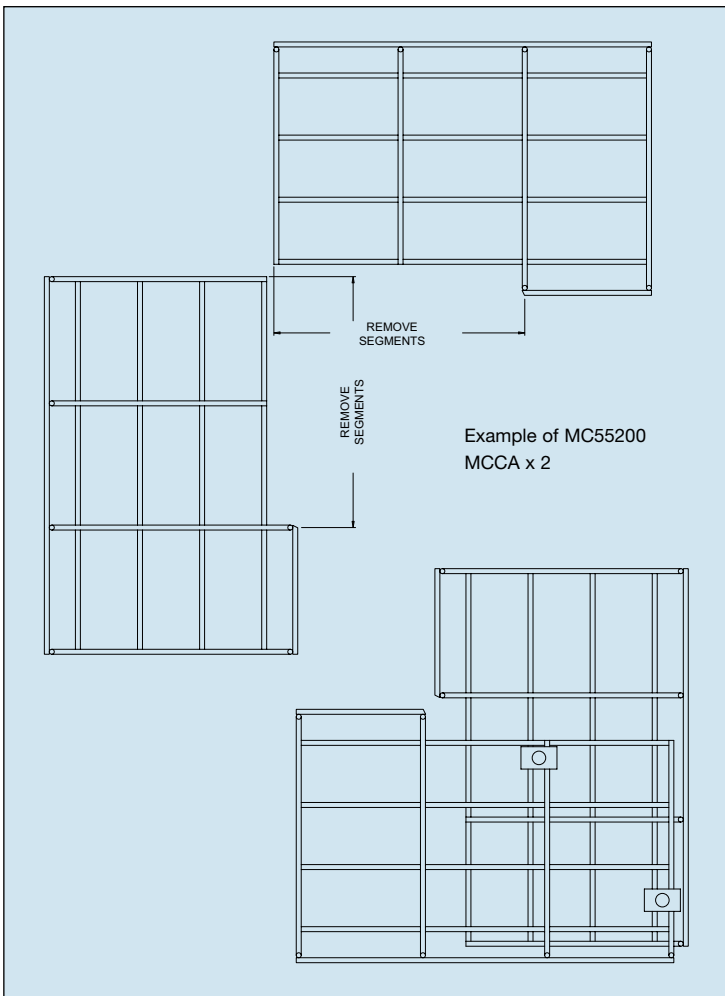 REMOVE
SEGMENTS
REMOVE
SEGMENTS
Example of MC55200
MCCA x 2